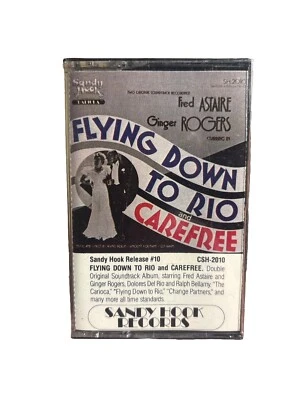 Sandy
Hook
TWO ORIGINAL SOUNDTRACK RECORDINGS
Fred ASTAIRE
Ginger ROGERS
FLYING DOWN
TO RIO
and
CAREFREE
Sandy Hook Release #10 CSH-2010
FLYING DOWN TO RIO and CAREFREE. Double
Original Soundtrack Album, starring Fred Astaire and
Ginger Rogers, Dolores Del Rio and Ralph Bellamy. "The
Carioca," "Flying Down to Rio," "Change Partners," and
many more all time standards.
SANDY HOOK
RECORDS